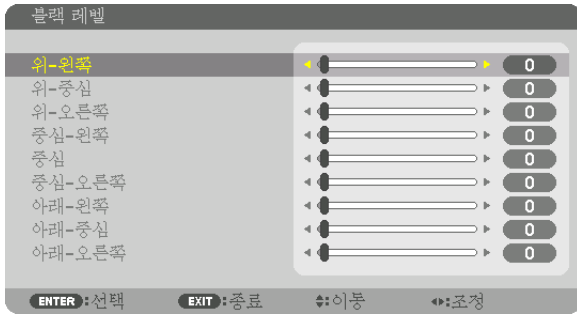 블랙 레벨
위-왼쪽 0
위-중심 0
위-오른쪽 0
중심-왼쪽 0
중심 0
중심-오른쪽 0
아래-왼쪽 0
아래-중심 0
아래-오른쪽 0
ENTER:선택 EXIT:종료 :이동 :조정